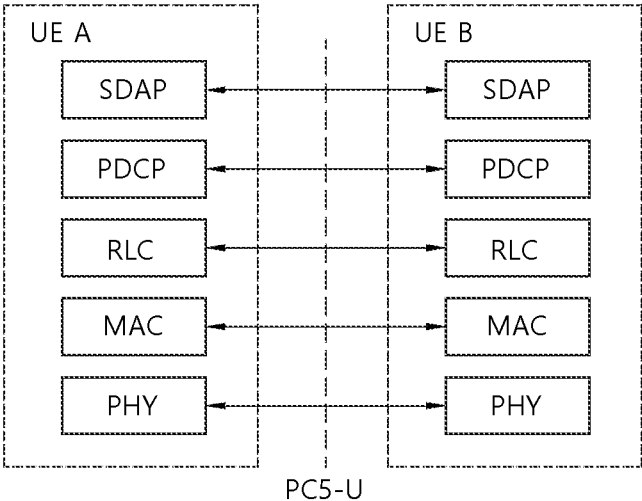 UE A
UE B
SDAP
SDAP
PDCP
PDCP
RLC
RLC
MAC
MAC
PHY
PHY
PC5-U